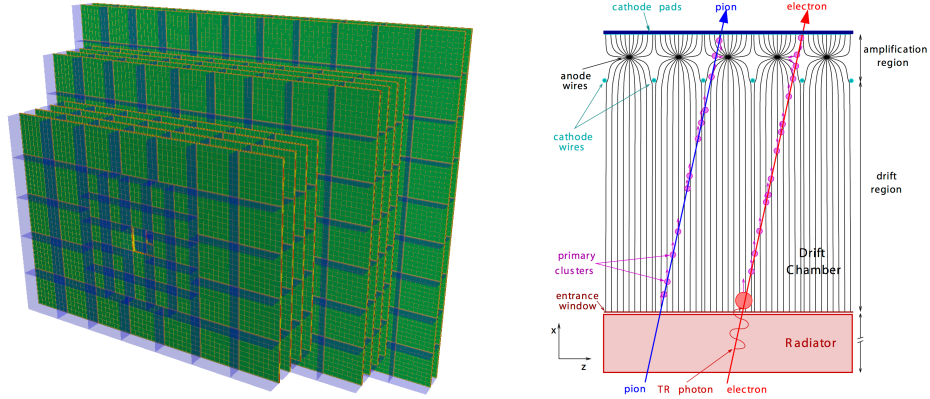 cathode pads
pion
electron
amplification
region
anode
wires
cathode
wires
drift
region
primary
clusters
Drift
Chamber
entrance
window
x
z
Radiator
pion
TR photon
electron